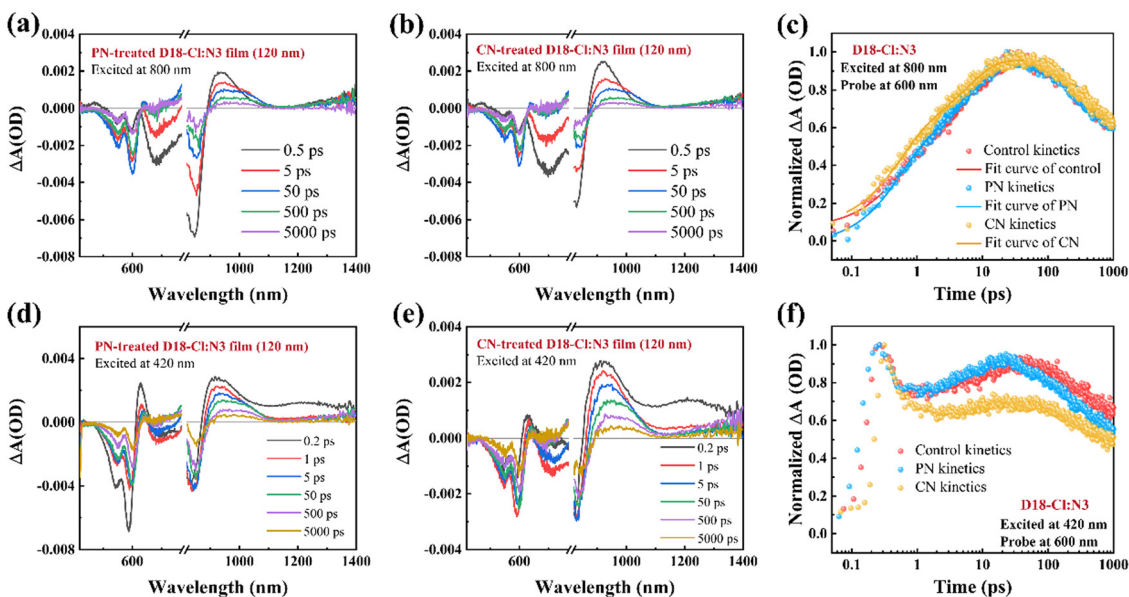 (a)
PN-treated D18-Cl:N3 film (120 nm)
Excited at 800 nm
0.004
0.002
0.000
-0.002
-0.004
-0.006
-0.008
ΔA(OD)
0.5 ps
5 ps
50 ps
500 ps
5000 ps
600
1000
1200
1400
Wavelength (nm)
(b)
CN-treated D18-Cl:N3 film (120 nm)
Excited at 800 nm
0.004
0.002
0.000
-0.002
-0.004
-0.006
-0.008
ΔA(OD)
0.5 ps
5 ps
50 ps
500 ps
5000 ps
600
1000
1200
1400
Wavelength (nm)
(c)
D18-Cl:N3
Excited at 800 nm
Probe at 600 nm
1.0
0.8
0.6
0.4
0.2
0.0
Normalized ΔA (OD)
Control kinetics
Fit curve of control
PN kinetics
Fit curve of PN
CN kinetics
Fit curve of CN
0.1
1
10
100
1000
Time (ps)
(d)
PN-treated D18-Cl:N3 film (120 nm)
Excited at 420 nm
0.004
0.000
-0.004
-0.008
ΔA(OD)
0.2 ps
1 ps
5 ps
50 ps
500 ps
5000 ps
600
1000
1200
1400
Wavelength (nm)
(e)
CN-treated D18-Cl:N3 film (120 nm)
Excited at 420 nm
0.004
0.002
0.000
-0.002
-0.004
ΔA(OD)
0.2 ps
1 ps
5 ps
50 ps
500 ps
5000 ps
600
1000
1200
1400
Wavelength (nm)
(f)
1.0
0.8
0.6
0.4
0.2
0.0
Normalized ΔA (OD)
Control kinetics
PN kinetics
CN kinetics
D18-Cl:N3
Excited at 420 nm
Probe at 600 nm
0.1
1
10
100
1000
Time (ps)